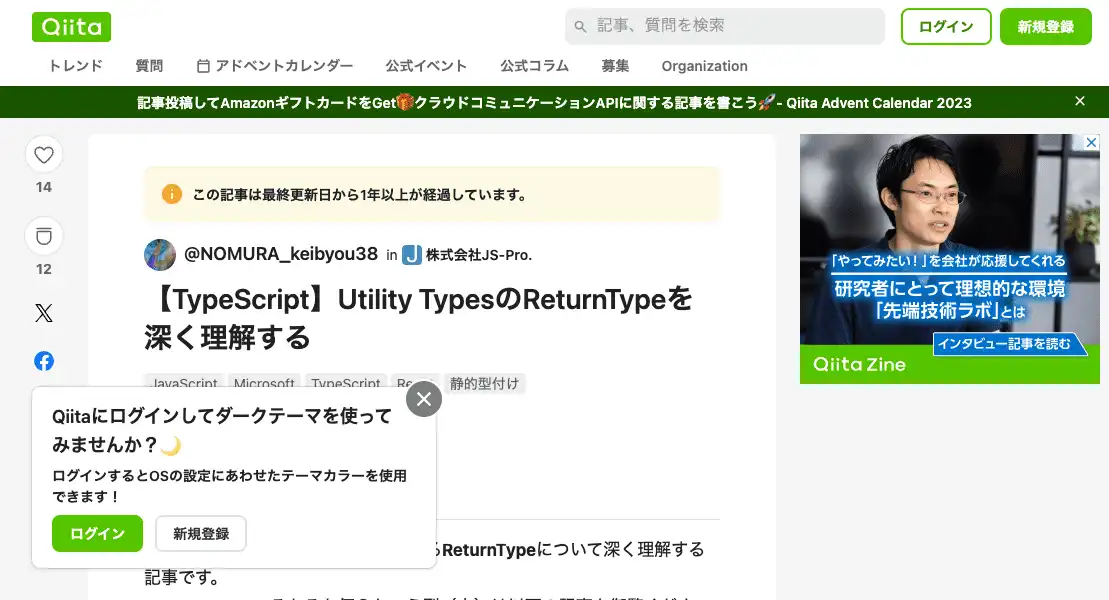 Qiita
記事、質問を検索
ログイン
新規登録
トレンド
質問
アドベントカレンダー
公式イベント
公式コラム
募集
Organization
記事投稿してAmazonギフトカードをGet🎁クラウドコミュニケーションAPIに関する記事を書こう🚀- Qiita Advent Calendar 2023
14
12
この記事は最終更新日から1年以上が経過しています。
@NOMURA_keibyou38 in J 株式会社JS-Pro.
【TypeScript】Utility TypesのReturnTypeを
深く理解する
JavaScript
Microsoft
TypeScript
静的型付け
Qiitaにログインしてダークテーマを使って
みませんか？🌙
ログインするとOSの設定にあわせたテーマカラーを使用
できます！
ログイン
新規登録
ReturnTypeについて深く理解する
記事です。
「やってみたい！」を会社が応援してくれる
研究者にとって理想的な環境
「先端技術ラボ」とは
インタビュー記事を読む
Qiita Zine